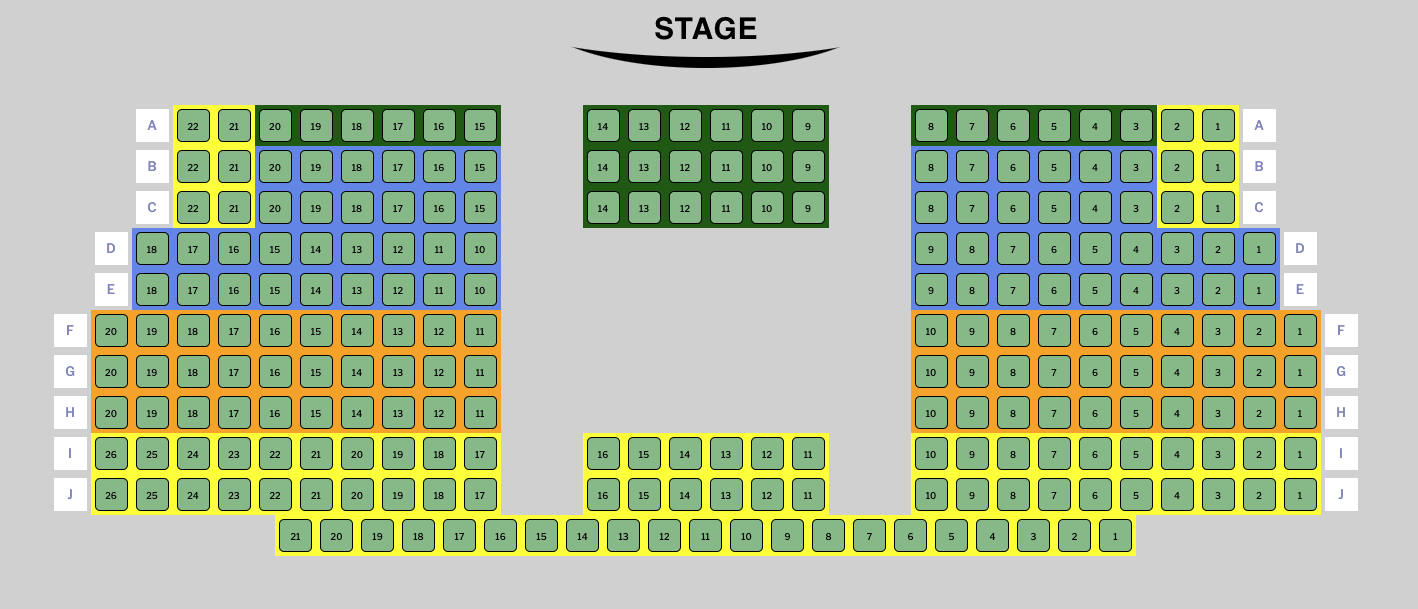 STAGE
A 22 21 20 19 18 17 16 15 14 13 12 11 10 9 8 7 6 5 4 3 2 1 A
B 22 21 20 19 18 17 16 15 14 13 12 11 10 9 8 7 6 5 4 3 2 1 B
C 22 21 20 19 18 17 16 15 14 13 12 11 10 9 8 7 6 5 4 3 2 1 C
D 18 17 16 15 14 13 12 11 10 9 8 7 6 5 4 3 2 1 D
E 18 17 16 15 14 13 12 11 10 9 8 7 6 5 4 3 2 1 E
F 20 19 18 17 16 15 14 13 12 11 10 9 8 7 6 5 4 3 2 1 F
G 20 19 18 17 16 15 14 13 12 11 10 9 8 7 6 5 4 3 2 1 G
H 20 19 18 17 16 15 14 13 12 11 10 9 8 7 6 5 4 3 2 1 H
I 26 25 24 23 22 21 20 19 18 17 16 15 14 13 12 11 10 9 8 7 6 5 4 3 2 1 I
J 26 25 24 23 22 21 20 19 18 17 16 15 14 13 12 11 10 9 8 7 6 5 4 3 2 1 J
21 20 19 18 17 16 15 14 13 12 11 10 9 8 7 6 5 4 3 2 1